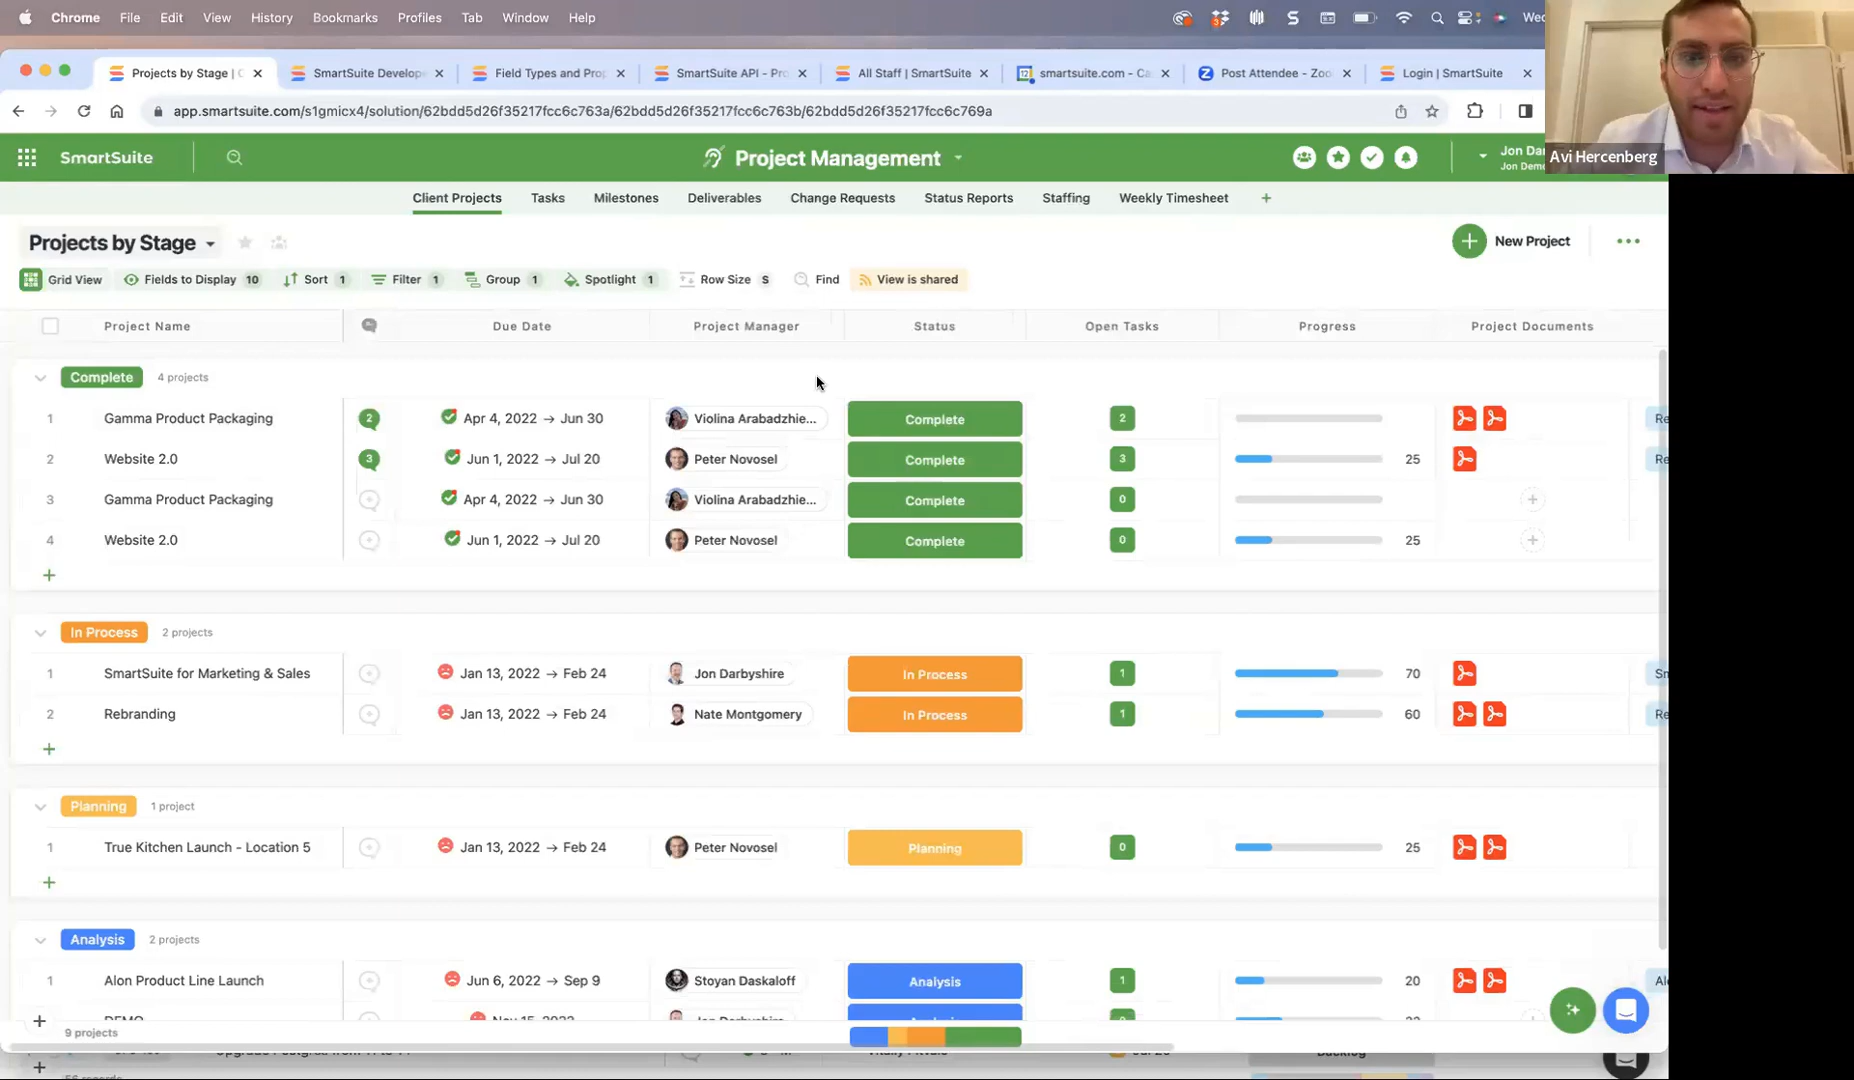 Chrome File Edit View History Bookmarks Profiles Tab Window Help
Projects by Stage | SmartSuite Develop Field Types and Pro SmartSuite API - Pro All Staff | SmartSuite smartsuite.com - Ca Post Attendee - Zoo Login | SmartSuite
app.smartsuite.com/s1gmicx4/solution/62bdd5d26f35217fcc6c763a/62bdd5d26f35217fcc6c763b/62bdd5d26f35217fcc6c769a
SmartSuite Project Management Jon Dar
Jon Demo
Avi Hercenberg
Client Projects Tasks Milestones Deliverables Change Requests Status Reports Staffing Weekly Timesheet +
Projects by Stage New Project
Grid View Fields to Display 10 Sort 1 Filter 1 Group 1 Spotlight 1 Row Size S Find View is shared
Project Name Due Date Project Manager Status Open Tasks Progress Project Documents
Complete 4 projects
1 Gamma Product Packaging 2 Apr 4, 2022 → Jun 30 Violina Arabadzhie... Complete 2 Re
2 Website 2.0 3 Jun 1, 2022 → Jul 20 Peter Novosel Complete 3 25 Re
3 Gamma Product Packaging Apr 4, 2022 → Jun 30 Violina Arabadzhie... Complete 0
4 Website 2.0 Jun 1, 2022 → Jul 20 Peter Novosel Complete 0 25
In Process 2 projects
1 SmartSuite for Marketing & Sales Jan 13, 2022 → Feb 24 Jon Darbyshire In Process 1 70 Sm
2 Rebranding Jan 13, 2022 → Feb 24 Nate Montgomery In Process 1 60 Re
Planning 1 project
1 True Kitchen Launch - Location 5 Jan 13, 2022 → Feb 24 Peter Novosel Planning 0 25
Analysis 2 projects
1 Alon Product Line Launch Jun 6, 2022 → Sep 9 Stoyan Daskaloff Analysis 1 20 Al
DEMO
9 projects